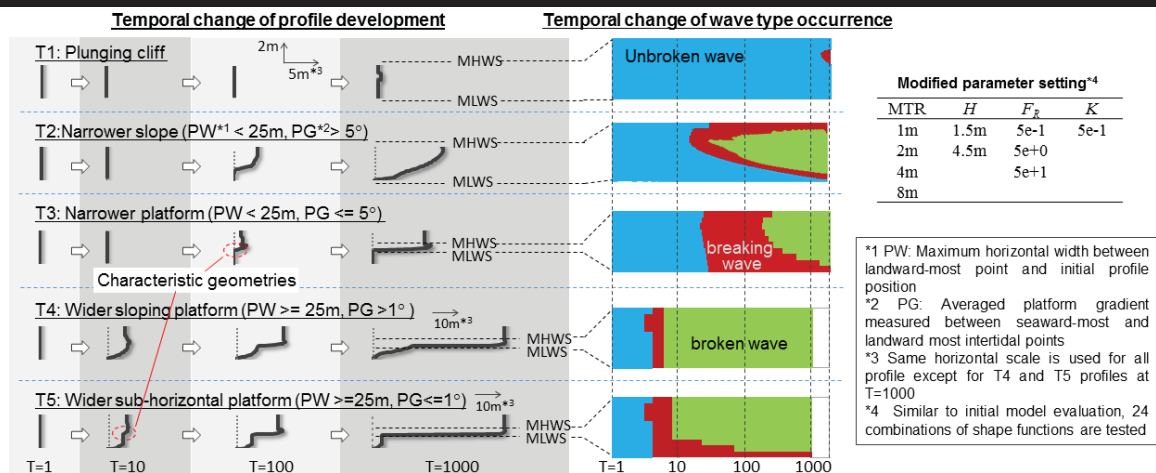 Temporal change of profile development
Temporal change of wave type occurrence
T1: Plunging cliff
2m
5m*3
MHWS
MLWS
Unbroken wave
T2:Narrower slope (PW*1 < 25m, PG*2> 5°)
MHWS
MLWS
T3: Narrower platform (PW < 25m, PG <= 5°)
MHWS
MLWS
breaking
wave
Characteristic geometries
T4: Wider sloping platform (PW >= 25m, PG >1°)
10m*3
MHWS
MLWS
broken wave
T5: Wider sub-horizontal platform (PW >=25m, PG<=1°)
10m*3
MHWS
MLWS
T=1
T=10
T=100
T=1000
T=1
10
100
1000
Modified parameter setting*4
MTR H FR K
1m 1.5m 5e-1 5e-1
2m 4.5m 5e+0
4m 5e+1
8m
*1 PW: Maximum horizontal width between
landward-most point and initial profile
position
*2 PG: Averaged platform gradient
measured between seaward-most and
landward most intertidal points
*3 Same horizontal scale is used for all
profile except for T4 and T5 profiles at
T=1000
*4 Similar to initial model evaluation, 24
combinations of shape functions are tested